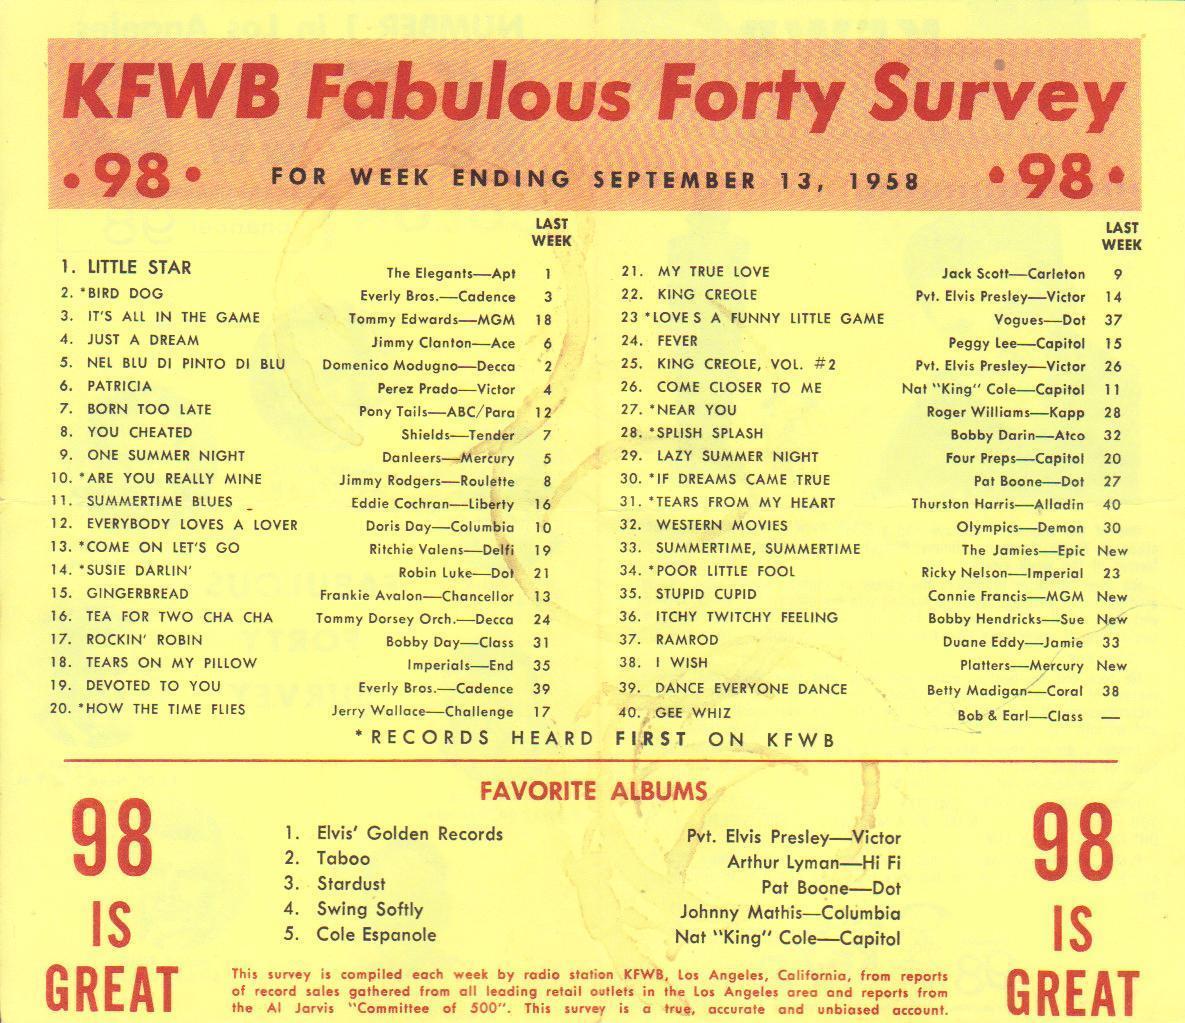 KFWB Fabulous Forty Survey
• 98 • FOR WEEK ENDING SEPTEMBER 13, 1958 • 98 •
LAST
WEEK
1. LITTLE STAR The Elegants—Apt 1
2. *BIRD DOG Everly Bros.—Cadence 3
3. IT'S ALL IN THE GAME Tommy Edwards—MGM 18
4. JUST A DREAM Jimmy Clanton—Ace 6
5. NEL BLU DI PINTO DI BLU Domenico Modugno—Decca 2
6. PATRICIA Perez Prado—Victor 4
7. BORN TOO LATE Pony Tails—ABC/Para 12
8. YOU CHEATED Shields—Tender 7
9. ONE SUMMER NIGHT Danleers—Mercury 5
10. *ARE YOU REALLY MINE Jimmy Rodgers—Roulette 8
11. SUMMERTIME BLUES Eddie Cochran—Liberty 16
12. EVERYBODY LOVES A LOVER Doris Day—Columbia 10
13. *COME ON LET'S GO Ritchie Valens—Delfi 19
14. *SUSIE DARLIN' Robin Luke—Dot 21
15. GINGERBREAD Frankie Avalon—Chancellor 13
16. TEA FOR TWO CHA CHA Tommy Dorsey Orch.—Decca 24
17. ROCKIN' ROBIN Bobby Day—Class 31
18. TEARS ON MY PILLOW Imperials—End 35
19. DEVOTED TO YOU Everly Bros.—Cadence 39
20. *HOW THE TIME FLIES Jerry Wallace—Challenge 17
LAST
WEEK
21. MY TRUE LOVE Jack Scott—Carleton 9
22. KING CREOLE Pvt. Elvis Presley—Victor 14
23 *LOVE S A FUNNY LITTLE GAME Vogues—Dot 37
24. FEVER Peggy Lee—Capitol 15
25. KING CREOLE, VOL. #2 Pvt. Elvis Presley—Victor 26
26. COME CLOSER TO ME Nat "King" Cole—Capitol 11
27. *NEAR YOU Roger Williams—Kapp 28
28. *SPLISH SPLASH Bobby Darin—Atco 32
29. LAZY SUMMER NIGHT Four Preps—Capitol 20
30. *IF DREAMS CAME TRUE Pat Boone—Dot 27
31. *TEARS FROM MY HEART Thurston Harris—Alladin 40
32. WESTERN MOVIES Olympics—Demon 30
33. SUMMERTIME, SUMMERTIME The Jamies—Epic New
34. *POOR LITTLE FOOL Ricky Nelson—Imperial 23
35. STUPID CUPID Connie Francis—MGM New
36. ITCHY TWITCHY FEELING Bobby Hendricks—Sue New
37. RAMROD Duane Eddy—Jamie 33
38. I WISH Platters—Mercury New
39. DANCE EVERYONE DANCE Betty Madigan—Coral 38
40. GEE WHIZ Bob & Earl—Class —
*RECORDS HEARD FIRST ON KFWB
FAVORITE ALBUMS
1. Elvis' Golden Records Pvt. Elvis Presley—Victor
2. Taboo Arthur Lyman—Hi Fi
3. Stardust Pat Boone—Dot
4. Swing Softly Johnny Mathis—Columbia
5. Cole Espanole Nat "King" Cole—Capitol
98
IS
GREAT
98
IS
GREAT
This survey is compiled each week by radio station KFWB, Los Angeles, California, from reports
of record sales gathered from all leading retail outlets in the Los Angeles area and reports from
the Al Jarvis "Committee of 500". This survey is a true, accurate and unbiased account.